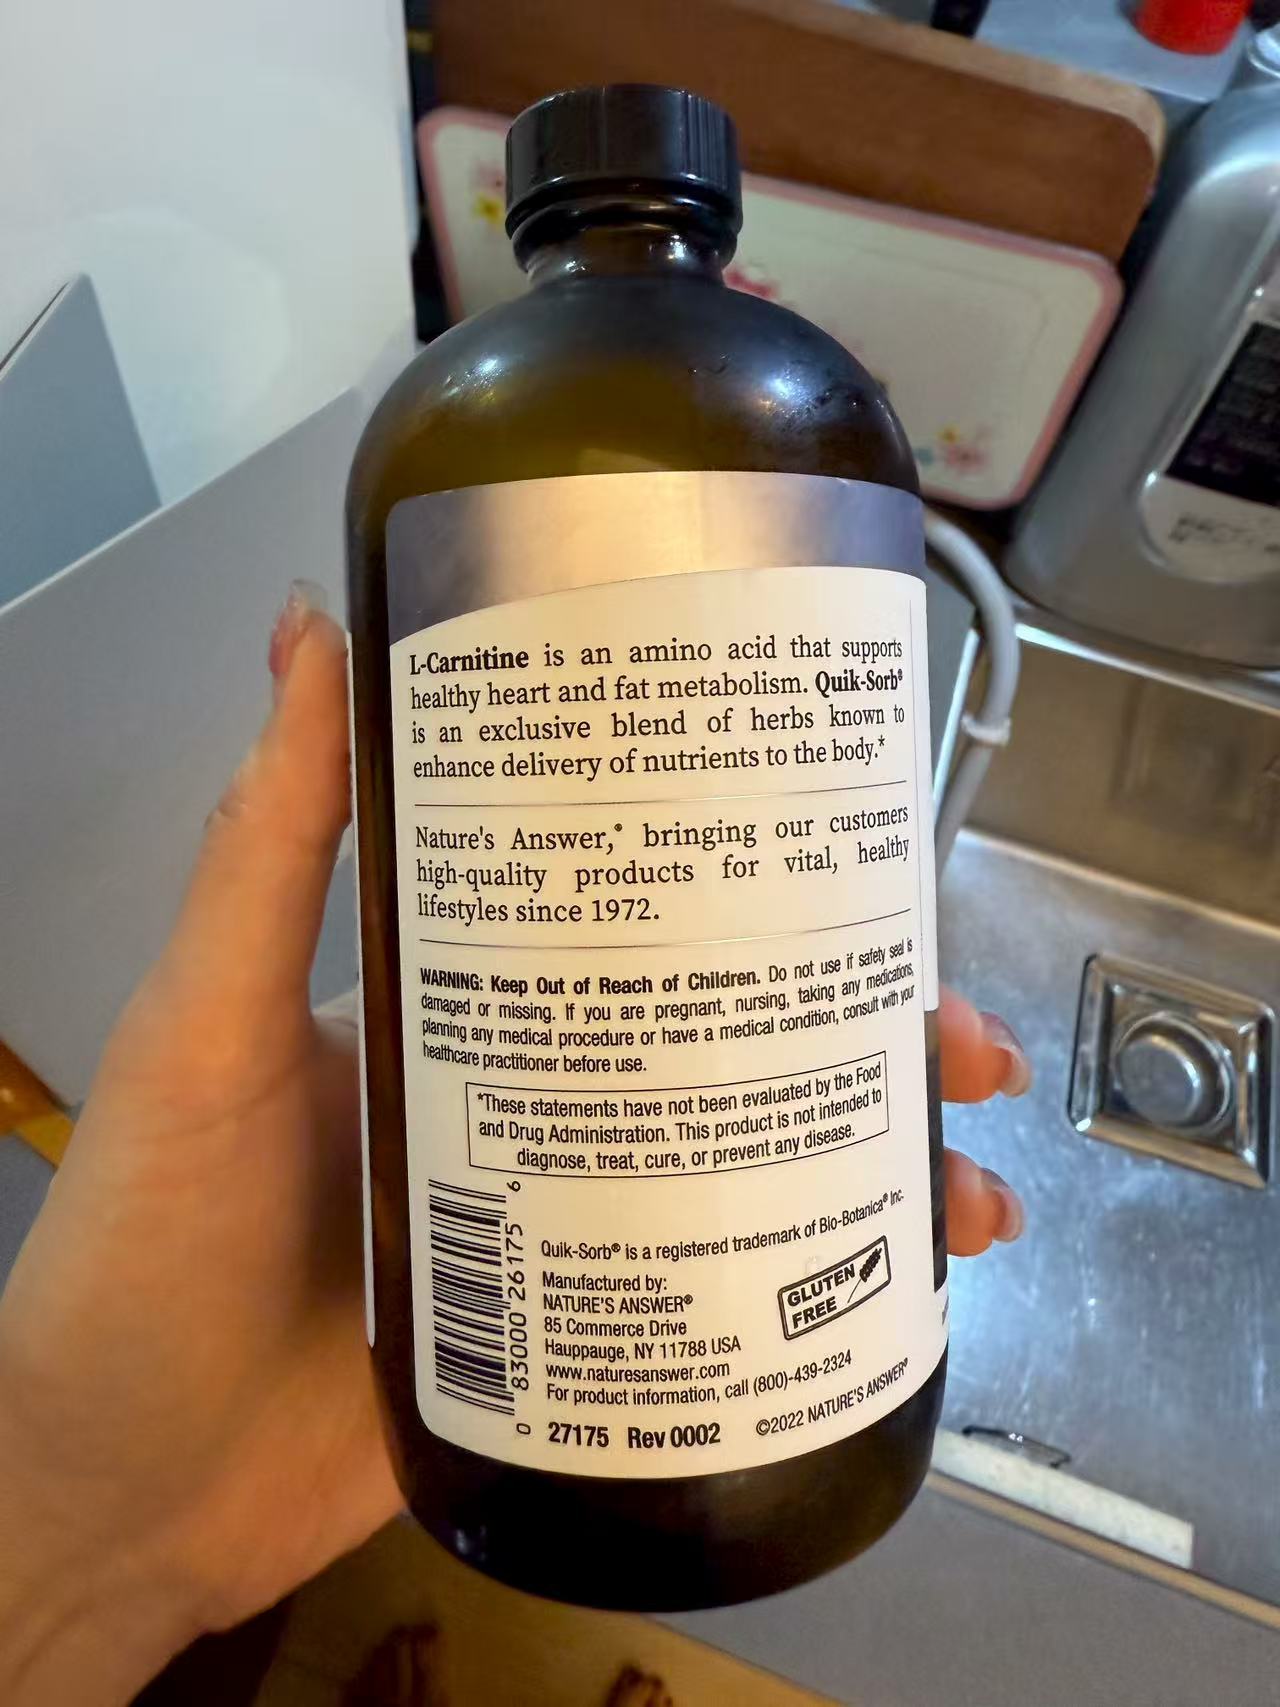 L-Carnitine is an amino acid that supports
healthy heart and fat metabolism. Quik-Sorb®
is an exclusive blend of herbs known to
enhance delivery of nutrients to the body.*
Nature's Answer,® bringing our customers
high-quality products for vital, healthy
lifestyles since 1972.
WARNING: Keep Out of Reach of Children. Do not use if safety seal is
damaged or missing. If you are pregnant, nursing, taking any medications,
planning any medical procedure or have a medical condition, consult with your
healthcare practitioner before use.
*These statements have not been evaluated by the Food
and Drug Administration. This product is not intended to
diagnose, treat, cure, or prevent any disease.
0 83000 26175 6
Quik-Sorb® is a registered trademark of Bio-Botanica® Inc.
Manufactured by:
NATURE'S ANSWER®
85 Commerce Drive
Hauppauge, NY 11788 USA
www.naturesanswer.com
For product information, call (800)-439-2324
GLUTEN
FREE
27175 Rev 0002
©2022 NATURE'S ANSWER®